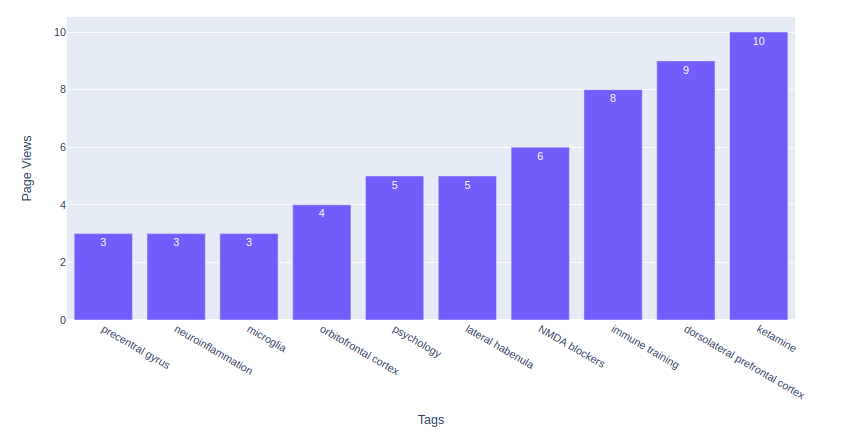 10
8
6
4
2
0
Page Views
3
3
3
4
5
5
6
8
9
10
precentral gyrus
neuroinflammation
microglia
orbitofrontal cortex
psychology
lateral habenula
NMDA blockers
immune training
dorsolateral prefrontal cortex
ketamine
Tags